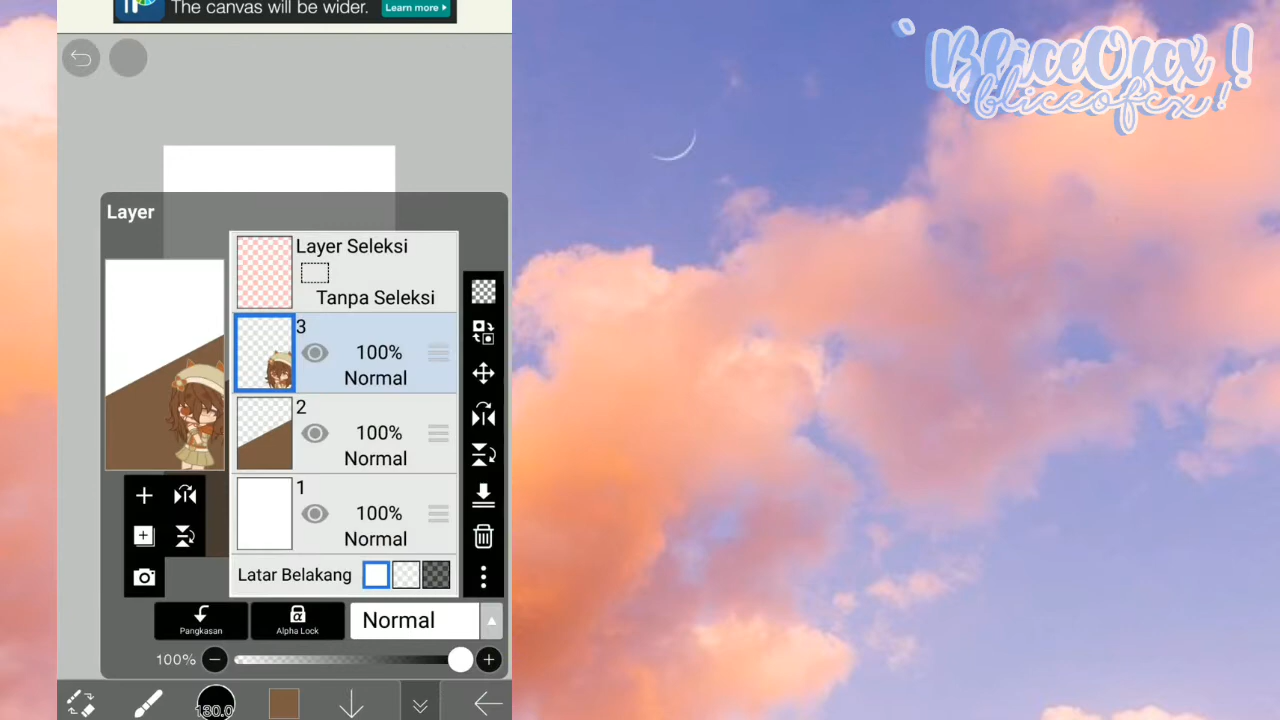 The canvas will be wider. Learn more
BliceOfcx !
bliceofcx !
Layer
Layer Seleksi
Tanpa Seleksi
3
100%
Normal
2
100%
Normal
1
100%
Normal
Latar Belakang
Pangkasan
Alpha Lock
Normal
100%
130.0